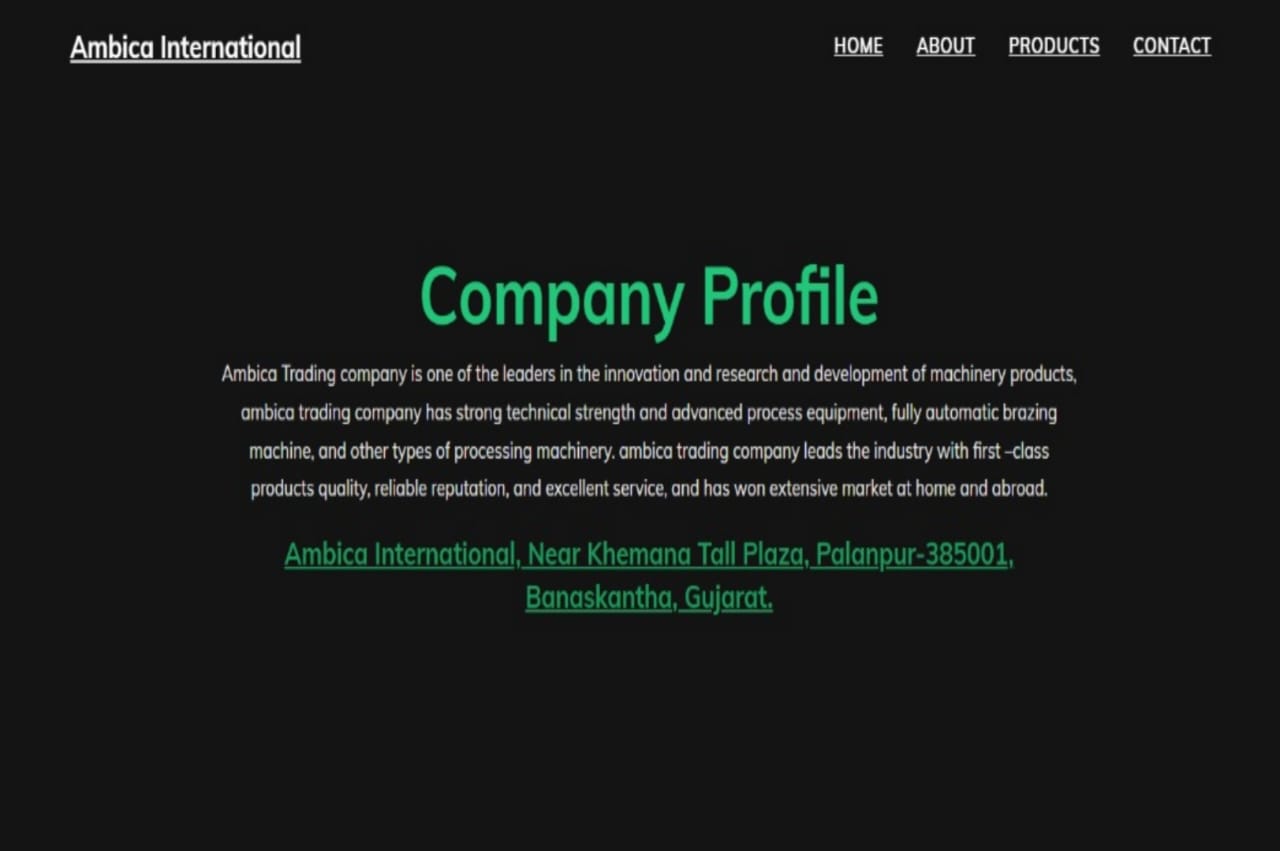 Ambica International
HOME ABOUT PRODUCTS CONTACT
Company Profile
Ambica Trading company is one of the leaders in the innovation and research and development of machinery products,
ambica trading company has strong technical strength and advanced process equipment, fully automatic brazing
machine, and other types of processing machinery. ambica trading company leads the industry with first –class
products quality, reliable reputation, and excellent service, and has won extensive market at home and abroad.
Ambica International, Near Khemana Tall Plaza, Palanpur-385001,
Banaskantha, Gujarat.